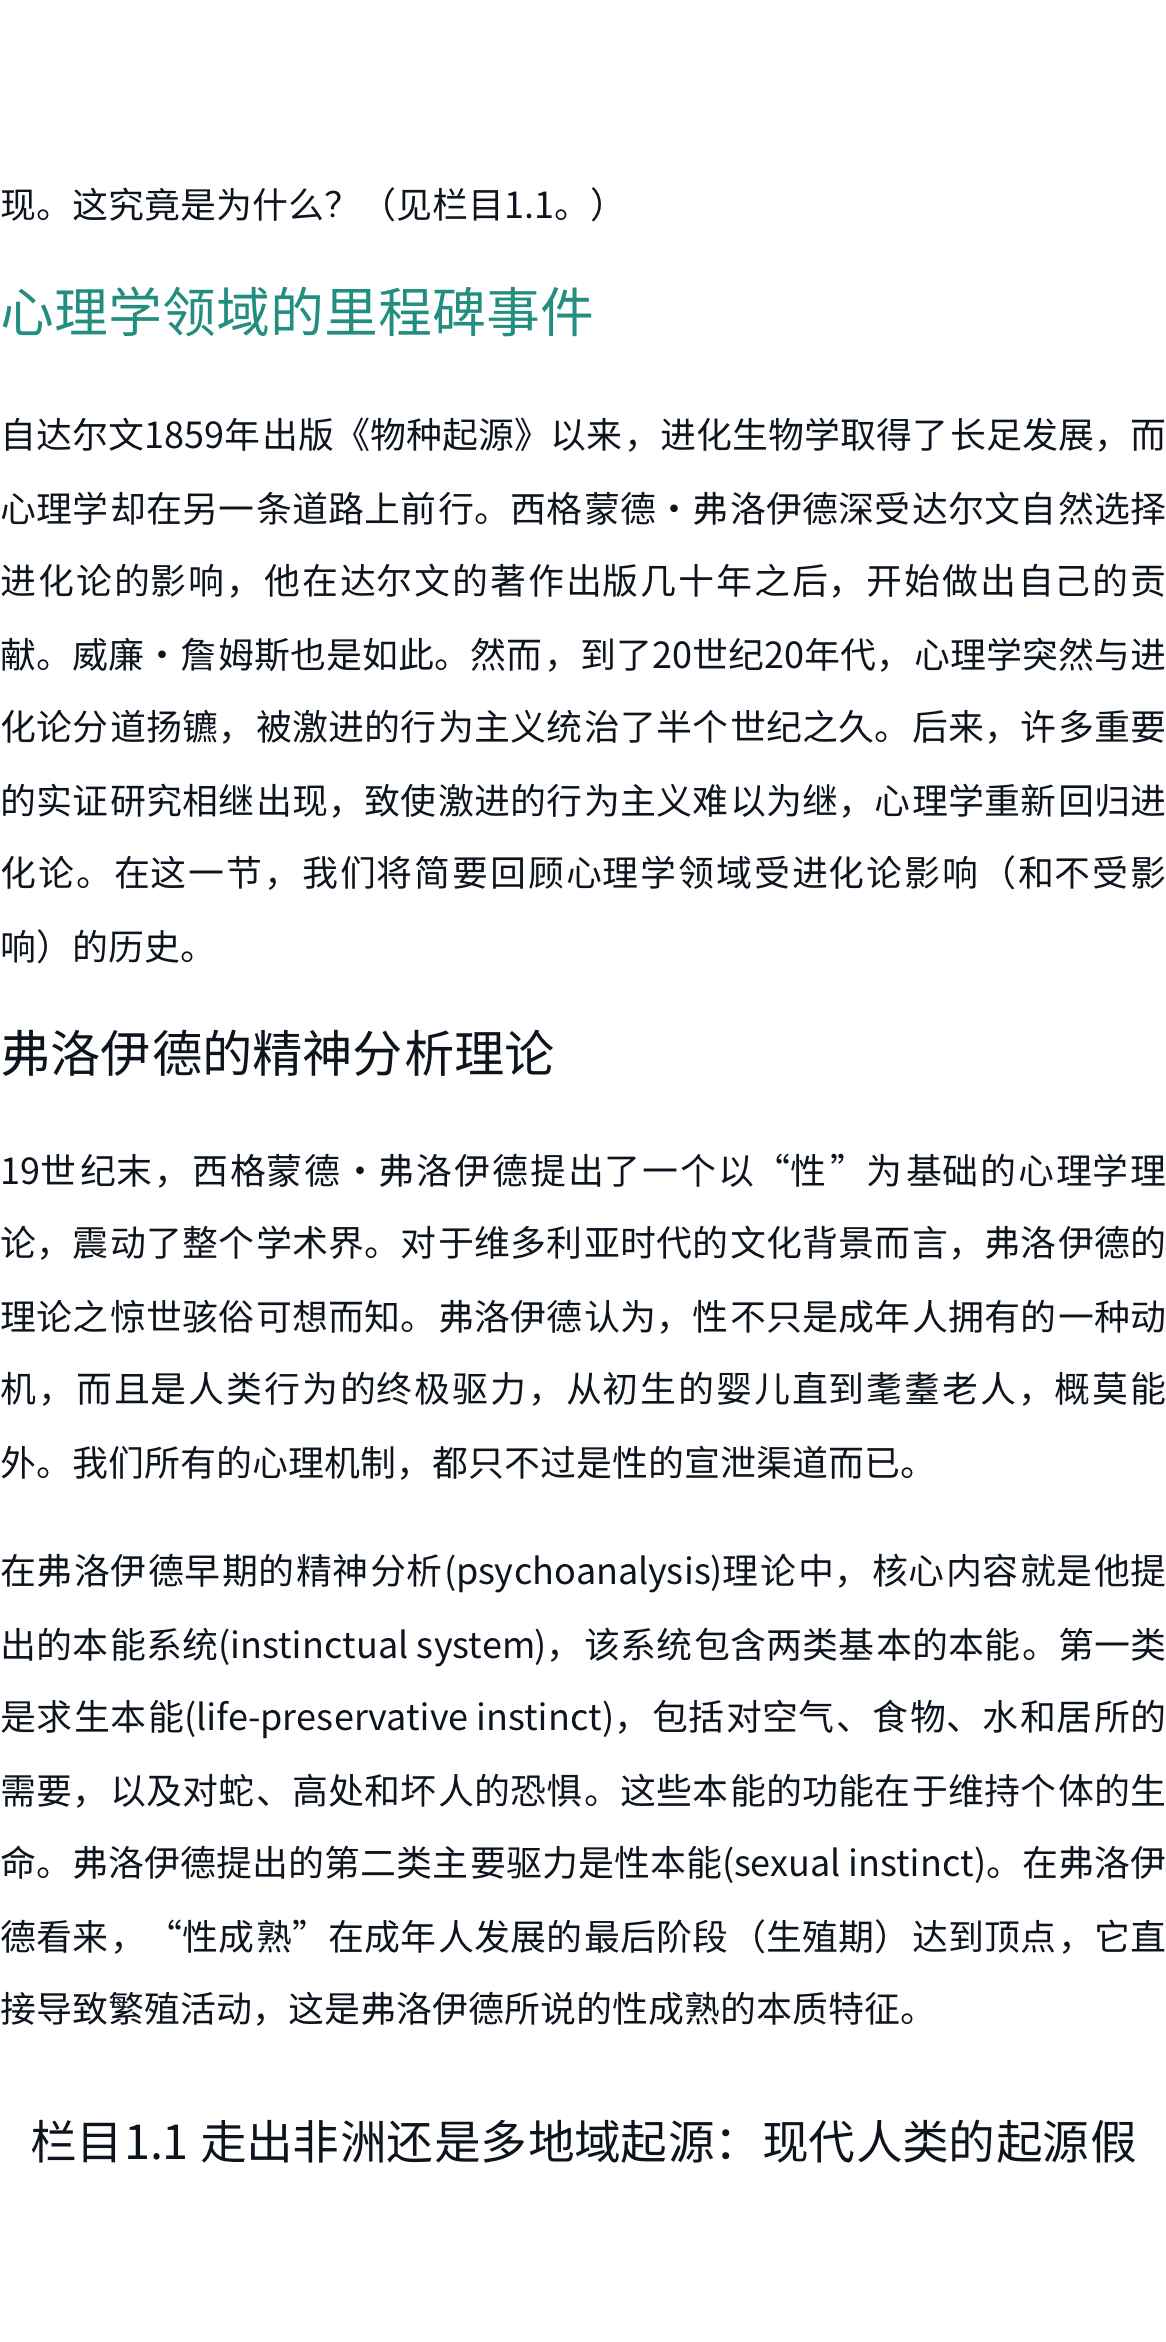 现。这究竟是为什么？（见栏目1.1。）
心理学领域的里程碑事件
自达尔文1859年出版《物种起源》以来，进化生物学取得了长足发展，而
心理学却在另一条道路上前行。西格蒙德·弗洛伊德深受达尔文自然选择
进化论的影响，他在达尔文的著作出版几十年之后，开始做出自己的贡
献。威廉·詹姆斯也是如此。然而，到了20世纪20年代，心理学突然与进
化论分道扬镳，被激进的行为主义统治了半个世纪之久。后来，许多重要
的实证研究相继出现，致使激进的行为主义难以为继，心理学重新回归进
化论。在这一节，我们将简要回顾心理学领域受进化论影响（和不受影
响）的历史。
弗洛伊德的精神分析理论
19世纪末，西格蒙德·弗洛伊德提出了一个以“性”为基础的心理学理
论，震动了整个学术界。对于维多利亚时代的文化背景而言，弗洛伊德的
理论之惊世骇俗可想而知。弗洛伊德认为，性不只是成年人拥有的一种动
机，而且是人类行为的终极驱力，从初生的婴儿直到耄耋老人，概莫能
外。我们所有的心理机制，都只不过是性的宣泄渠道而已。
在弗洛伊德早期的精神分析(psychoanalysis)理论中，核心内容就是他提
出的本能系统(instinctual system)，该系统包含两类基本的本能。第一类
是求生本能(life-preservative instinct)，包括对空气、食物、水和居所的
需要，以及对蛇、高处和坏人的恐惧。这些本能的功能在于维持个体的生
命。弗洛伊德提出的第二类主要驱力是性本能(sexual instinct)。在弗洛伊
德看来，“性成熟”在成年人发展的最后阶段（生殖期）达到顶点，它直
接导致繁殖活动，这是弗洛伊德所说的性成熟的本质特征。
栏目1.1 走出非洲还是多地域起源：现代人类的起源假